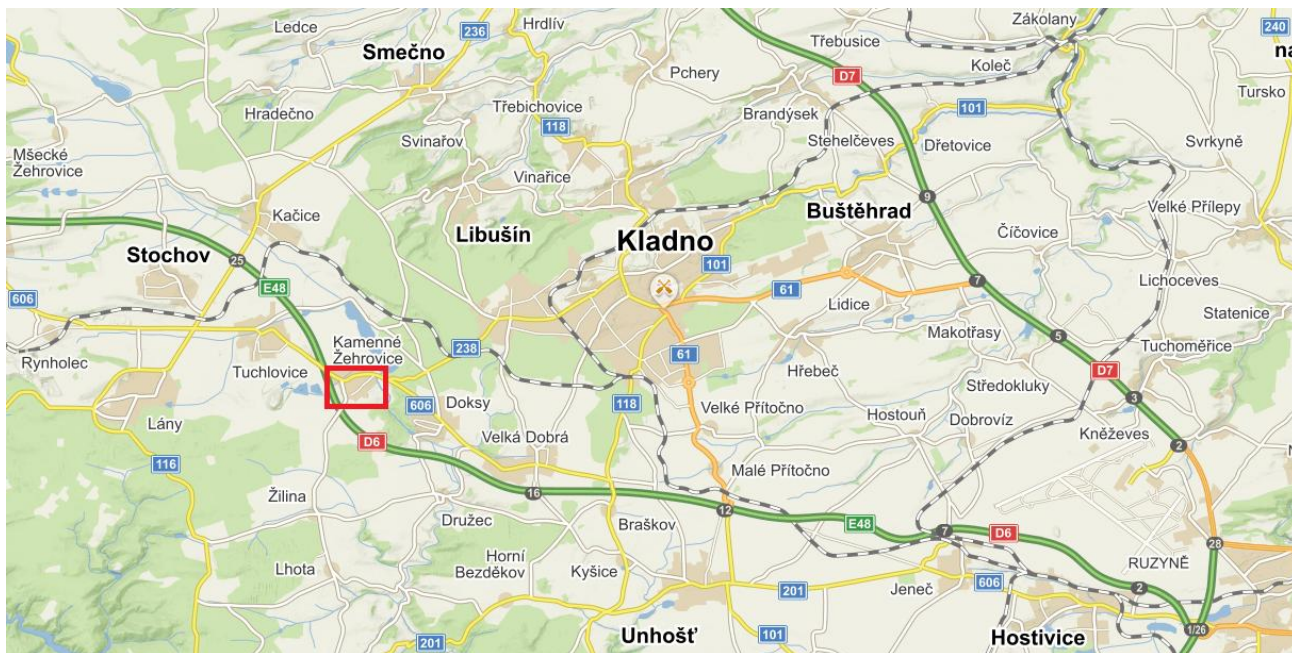 Ledce
236
Hrdlív
Zákolany
240
Smečno
Třebusice
Koleč
na
Pchery
D7
Tursko
Hradečno
Třebichovice
Brandýsek
101
118
Svinařov
Stehelčeves
Dřetovice
Svrkyně
Mšecké
Žehrovice
Vinařice
9
Kačice
Buštěhrad
Velké Přílepy
Libušín
Kladno
Číčovice
Stochov
25
101
7
Lichoceves
E48
61
606
Lidice
Statenice
Kamenné
Žehrovice
238
Makotřasy
5
Tuchoměřice
Rynholec
61
Tuchlovice
Hřebeč
D7
Středokluky
606
Doksy
118
Velké Přítočno
3
Lány
Hostouň
Dobrovíz
D6
Velká Dobrá
Kněževes
2
116
Malé Přítočno
Žilina
16
12
Družec
Braškov
E48
7
D6
28
Horní
Bezděkov
Kyšice
RUZYNĚ
Lhota
201
Jeneč
606
2
201
Unhošť
101
Hostivice
1/26